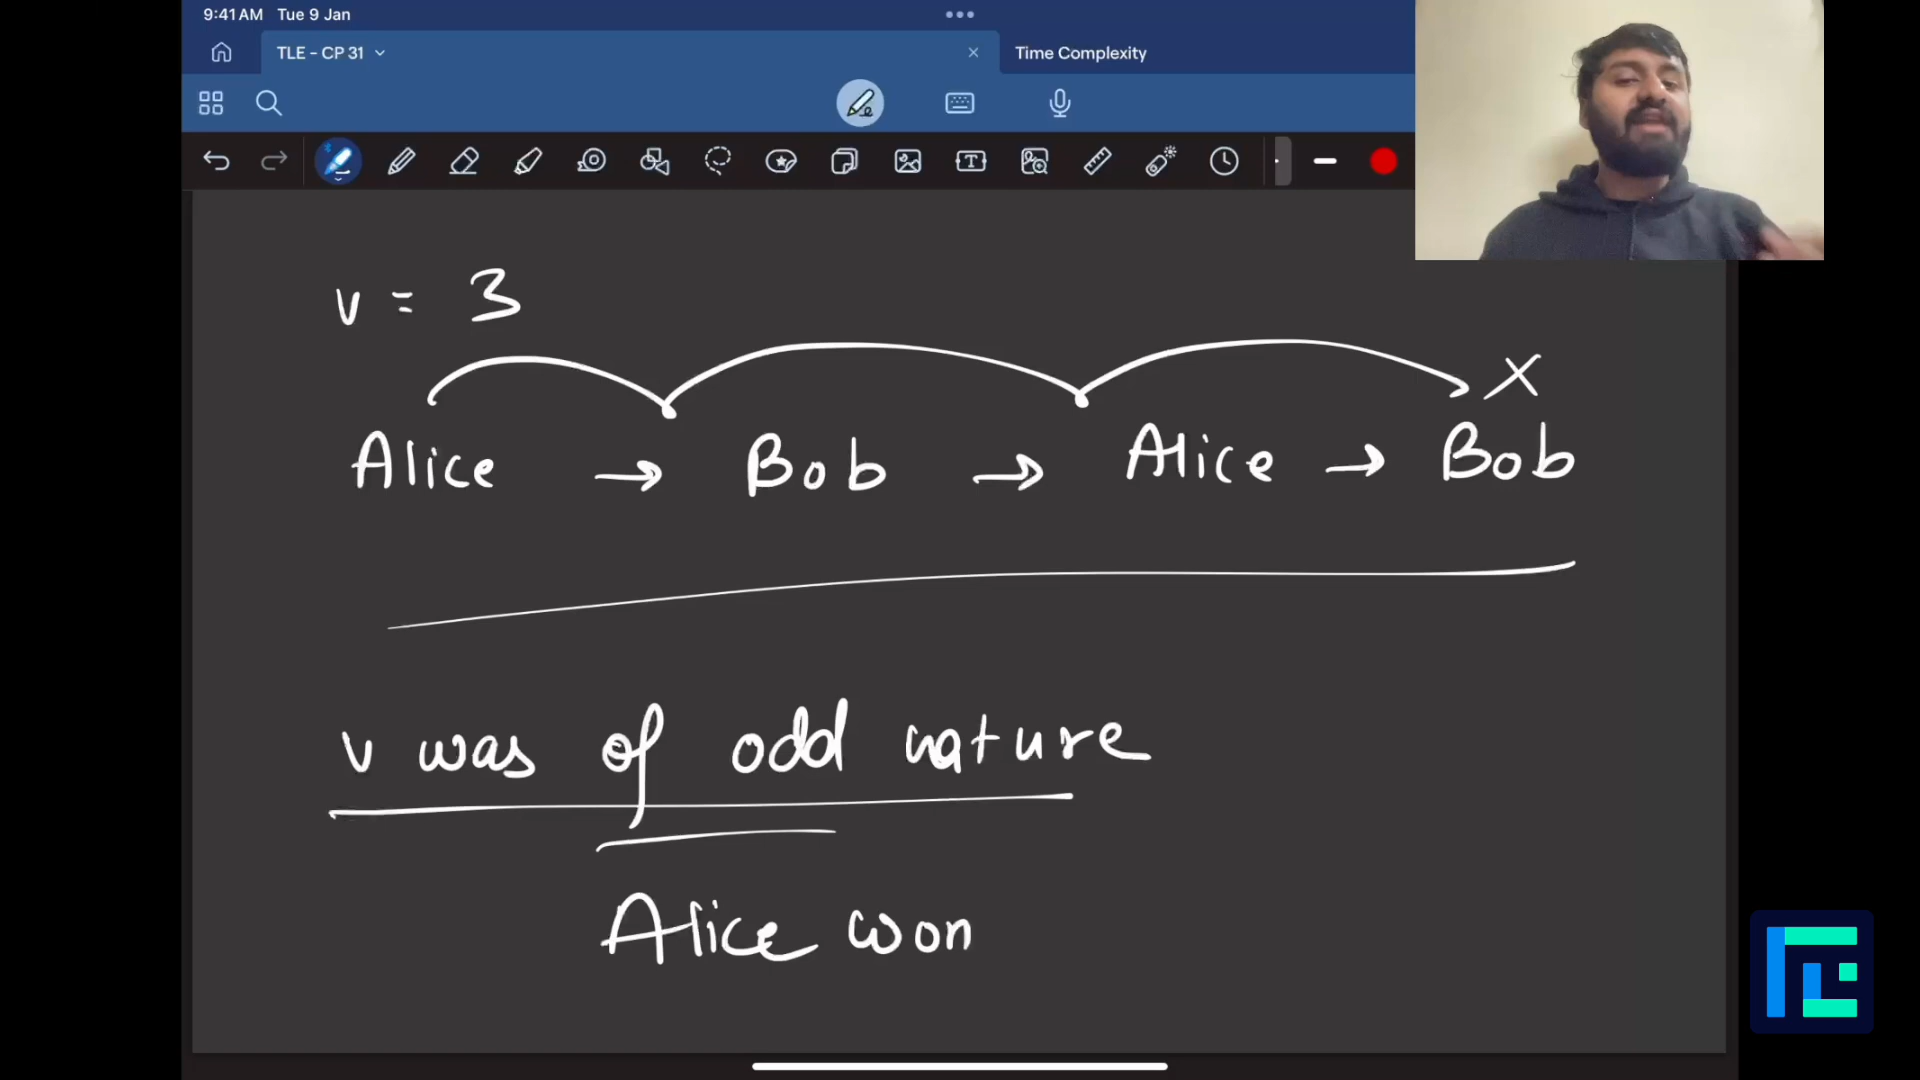 9:41 AM Tue 9 Jan
TLE - CP 31
Time Complexity
v = 3
X
Alice → Bob → Alice → Bob
v was of odd nature
Alice won